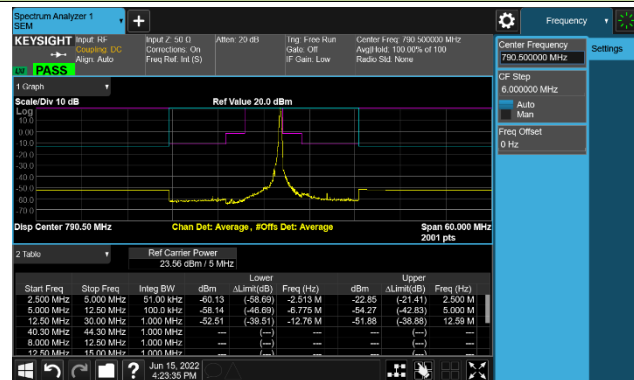 Spectrum Analyzer 1
SEM
Frequency
KEYSIGHT
Input: RF
Coupling: DC
Align: Auto
Input Z: 50 Ω
Corrections: On
Freq Ref: Int (S)
Atten: 20 dB
Trig: Free Run
Gate: Off
IF Gain: Low
Center Freq: 790.500000 MHz
Avg|Hold: 100.00% of 100
Radio Std: None
PASS
Center Frequency
790.500000 MHz
Settings
CF Step
6.000000 MHz
Auto
Man
Freq Offset
0 Hz
1 Graph
Scale/Div 10 dB
Ref Value 20.0 dBm
Log
10.0
0.00
-10.0
-20.0
-30.0
-40.0
-50.0
-60.0
-70.0
Disp Center 790.50 MHz
Chan Det: Average , #Offs Det: Average
Span 60.000 MHz
2001 pts
2 Table
Ref Carrier Power
23.56 dBm / 5 MHz
Lower Upper
Start Freq Stop Freq Integ BW dBm ΔLimit(dB) Freq (Hz) dBm ΔLimit(dB) Freq (Hz)
2.500 MHz 5.000 MHz 51.00 kHz -60.13 (-58.69) -2.513 M -22.85 (-21.41) 2.500 M
5.000 MHz 12.50 MHz 100.0 kHz -58.14 (-46.69) -6.775 M -54.27 (-42.83) 5.000 M
12.50 MHz 30.00 MHz 1.000 MHz -52.51 (-39.51) -12.76 M -51.88 (-38.88) 12.59 M
40.30 MHz 44.30 MHz 1.000 MHz --- (---) --- --- (---) ---
8.000 MHz 12.50 MHz 1.000 MHz --- (---) --- --- (---) ---
12.50 MHz 15.00 MHz 1.000 MHz --- (---) --- --- (---) ---
Jun 15, 2022
4:23:35 PM